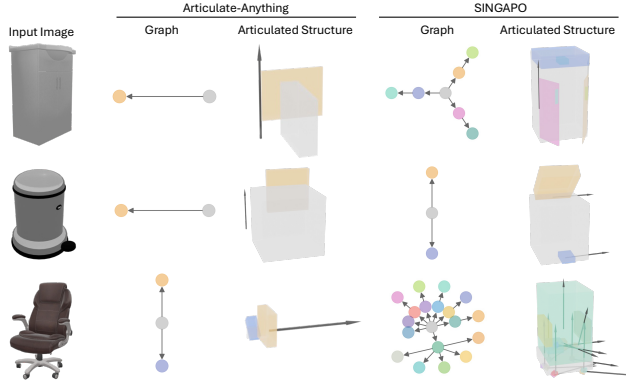 Articulate-Anything SINGAPO
Input Image Graph Articulated Structure Graph Articulated Structure